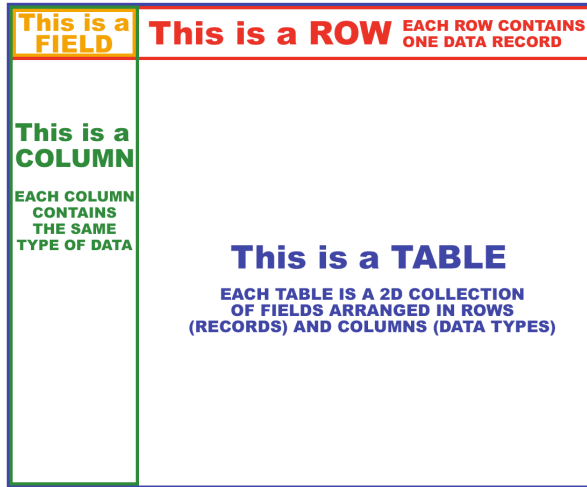 This is a
FIELD
This is a ROW
EACH ROW CONTAINS
ONE DATA RECORD
This is a
COLUMN
EACH COLUMN
CONTAINS
THE SAME
TYPE OF DATA
This is a TABLE
EACH TABLE IS A 2D COLLECTION
OF FIELDS ARRANGED IN ROWS
(RECORDS) AND COLUMNS (DATA TYPES)